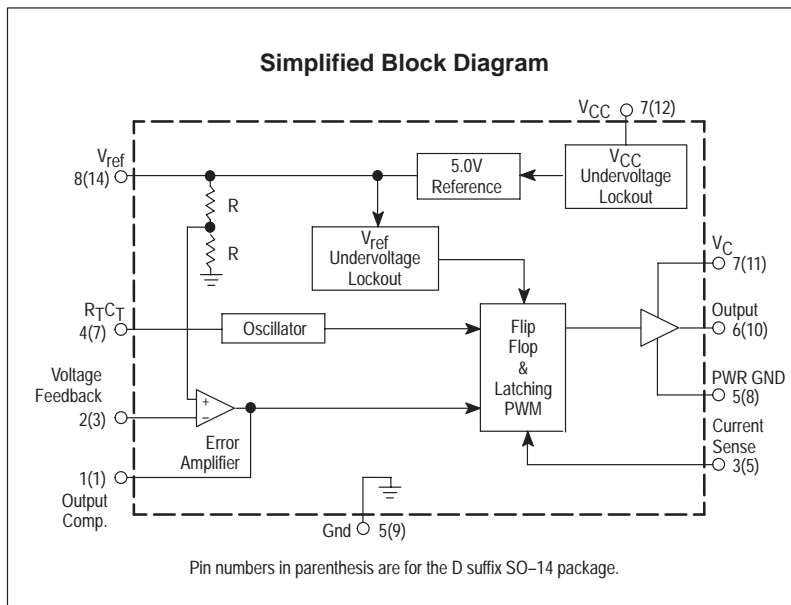 Simplified Block Diagram
VCC 7(12)
Vref
8(14)
R
R
5.0V
Reference
VCC
Undervoltage
Lockout
Vref
Undervoltage
Lockout
VC
7(11)
RTCT
4(7)
Oscillator
Flip
Flop
&
Latching
PWM
Output
6(10)
PWR GND
5(8)
Voltage
Feedback
2(3)
+
–
Error
Amplifier
Current
Sense
3(5)
1(1)
Output
Comp.
Gnd 5(9)
Pin numbers in parenthesis are for the D suffix SO–14 package.